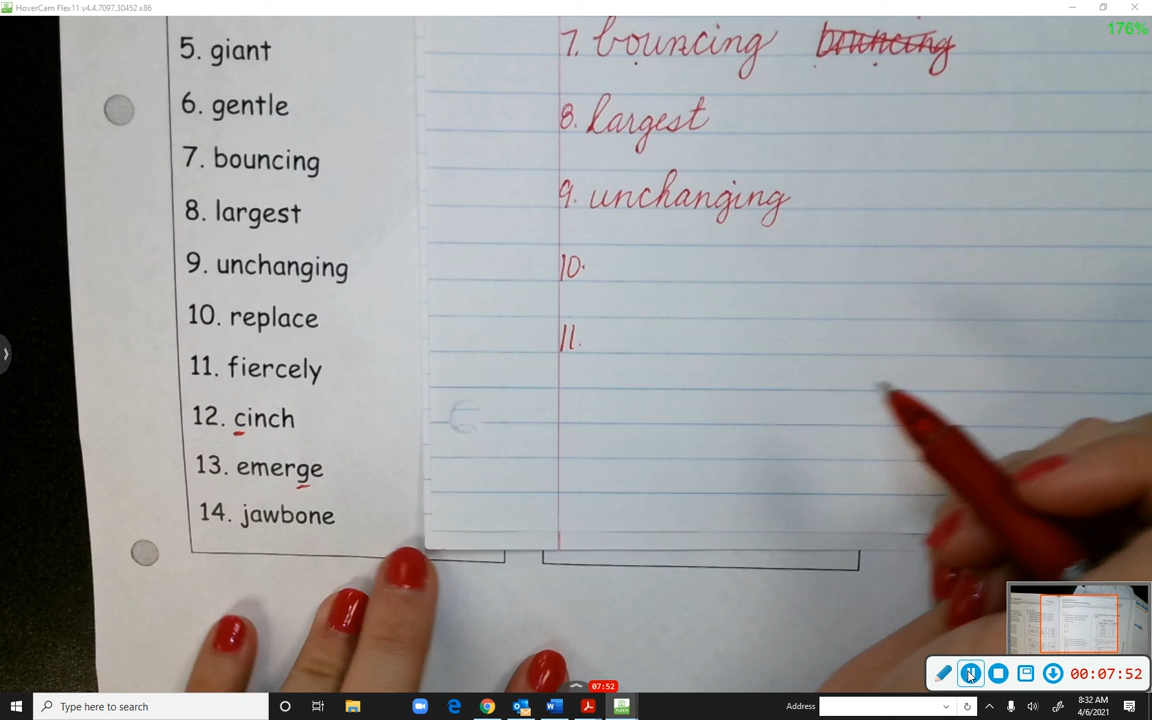 HoverCam Flex11 v4.4.7097.30452 x86
176%
5. giant
6. gentle
7. bouncing
8. largest
9. unchanging
10. replace
11. fiercely
12. cinch
13. emerge
14. jawbone
7. bouncing bouncing
8. largest
9. unchanging
10.
11.
00:07:52
07:52
Type here to search
Address
8:32 AM
4/6/2021